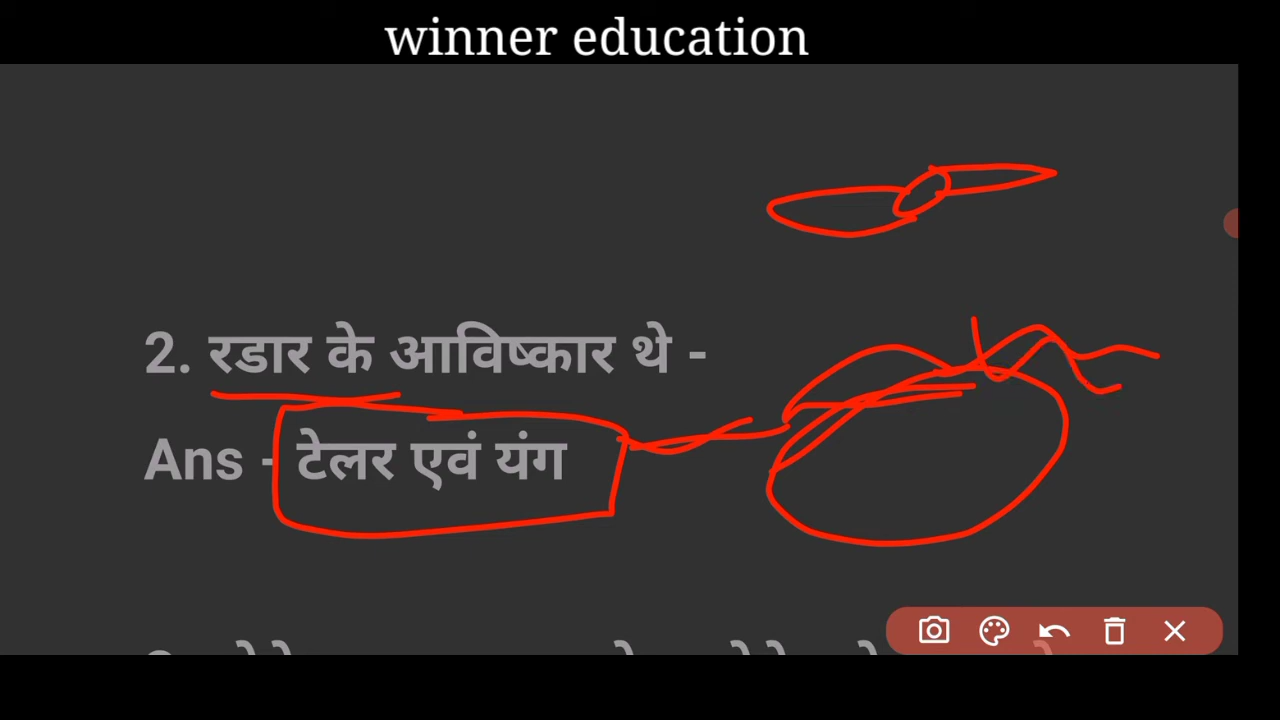 winner education
2. रडार के आविष्कार थे -
Ans - टेलर एवं यंग